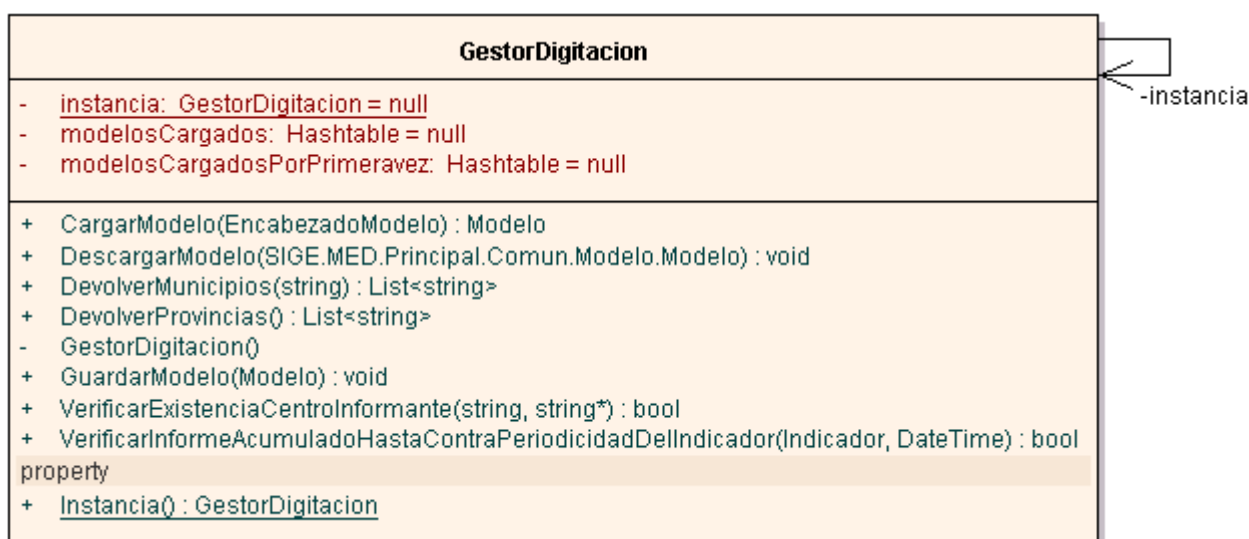 GestorDigitacion
- instancia: GestorDigitacion = null
- modelosCargados: Hashtable = null
- modelosCargadosPorPrimeravez: Hashtable = null
-instancia
+ CargarModelo(EncabezadoModelo) : Modelo
+ DescargarModelo(SIGE.MED.Principal.Comun.Modelo.Modelo) : void
+ DevolverMunicipios(string) : List<string>
+ DevolverProvincias() : List<string>
- GestorDigitacion()
+ GuardarModelo(Modelo) : void
+ VerificarExistenciaCentroInformante(string, string*) : bool
+ VerificarInformeAcumuladoHastaContraPeriodicidadDelIndicador(Indicador, DateTime) : bool
property
+ Instancia() : GestorDigitacion